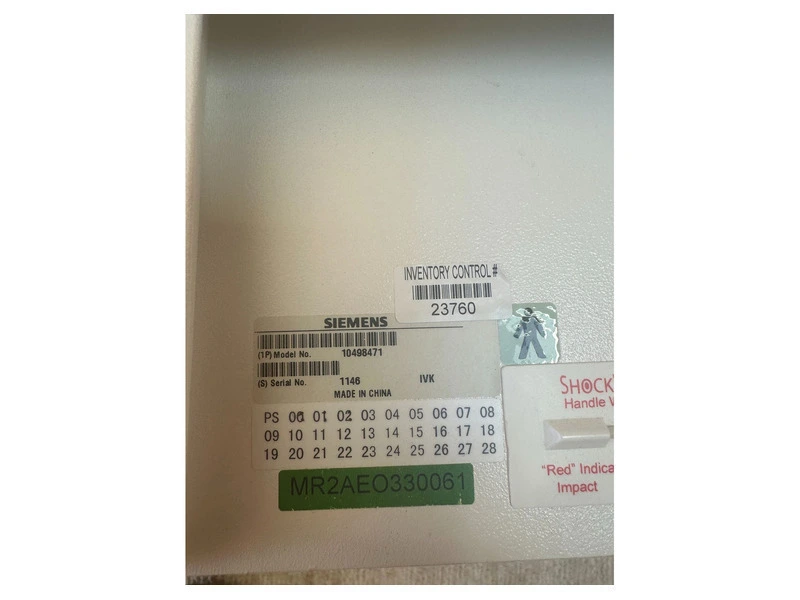 INVENTORY CONTROL#
23760
SIEMENS
(1P) Model No. 10498471
(S) Serial No. 1146 IVK
MADE IN CHINA
PS 00 01 02 03 04 05 06 07 08
09 10 11 12 13 14 15 16 17 18
19 20 21 22 23 24 25 26 27 28
MR2AEO330061
SHOCK
Handle W
"Red" Indica
Impact